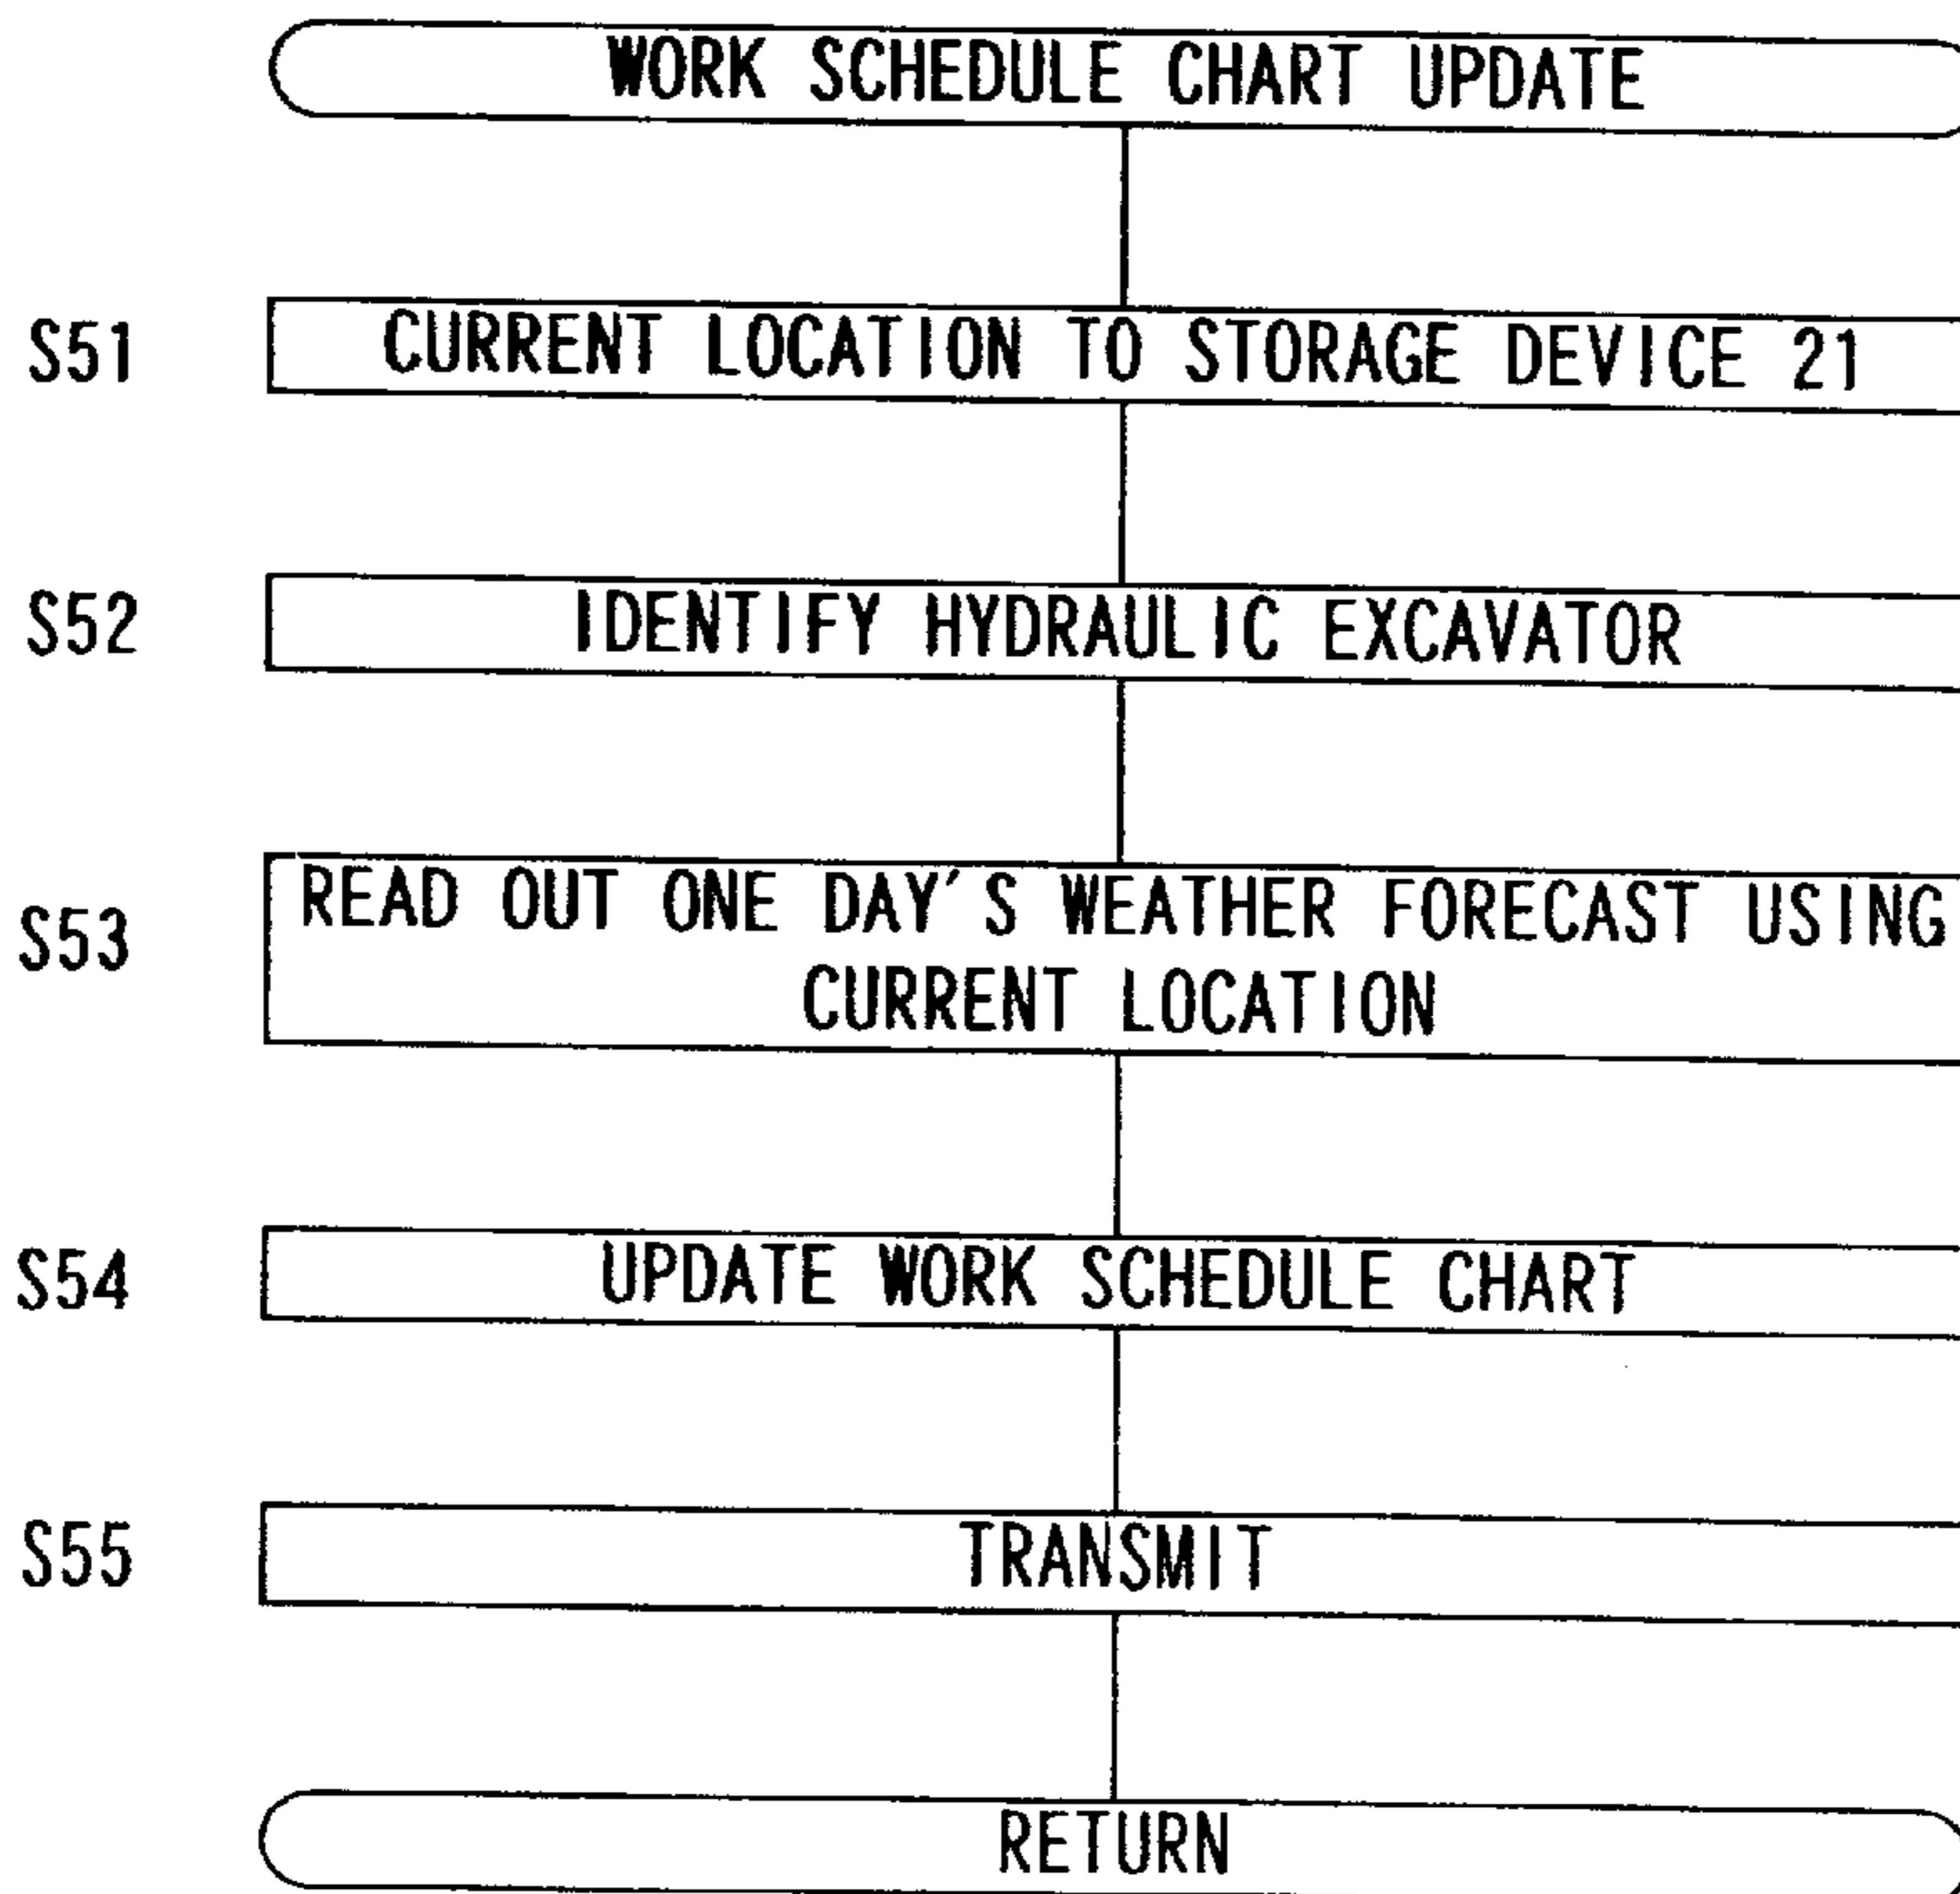 WORK SCHEDULE CHART UPDATE
S51
CURRENT LOCATION TO STORAGE DEVICE 21
S52
IDENTIFY HYDRAULIC EXCAVATOR
S53
READ OUT ONE DAY'S WEATHER FORECAST USING
CURRENT LOCATION
S54
UPDATE WORK SCHEDULE CHART
S55
TRANSMIT
RETURN